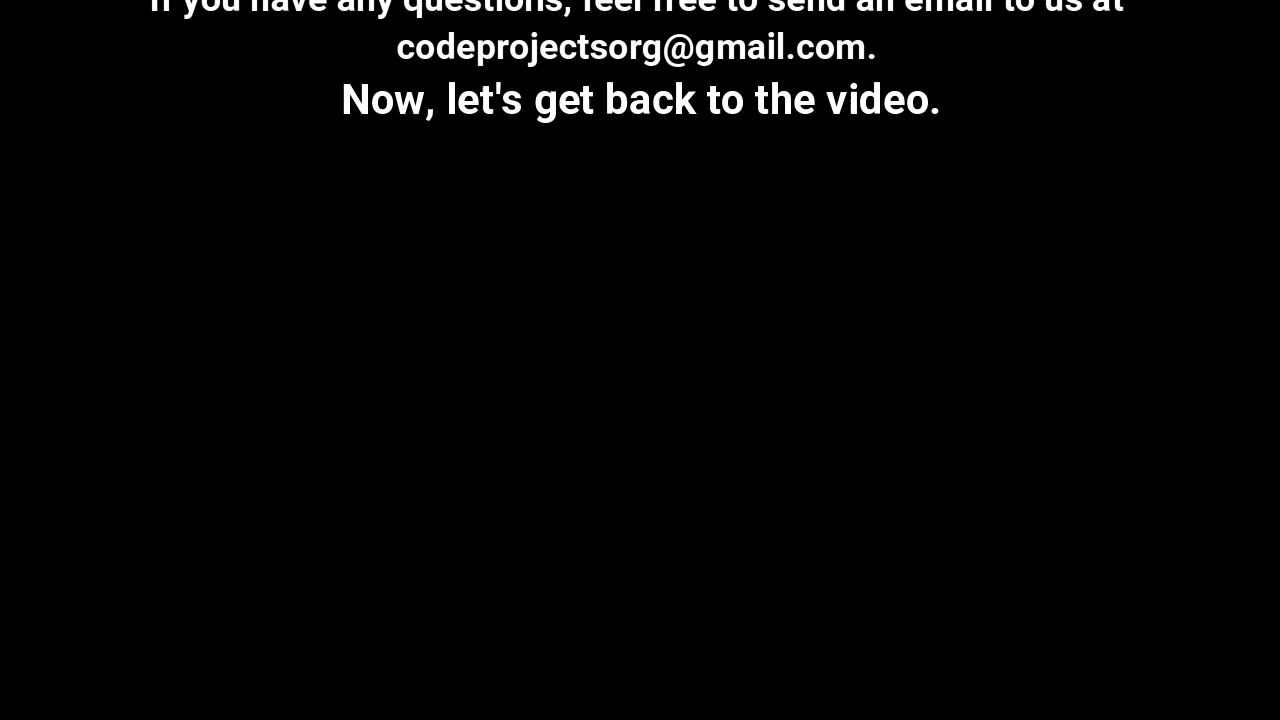 If you have any questions, feel free to send an email to us at
codeprojectsorg@gmail.com.
Now, let's get back to the video.